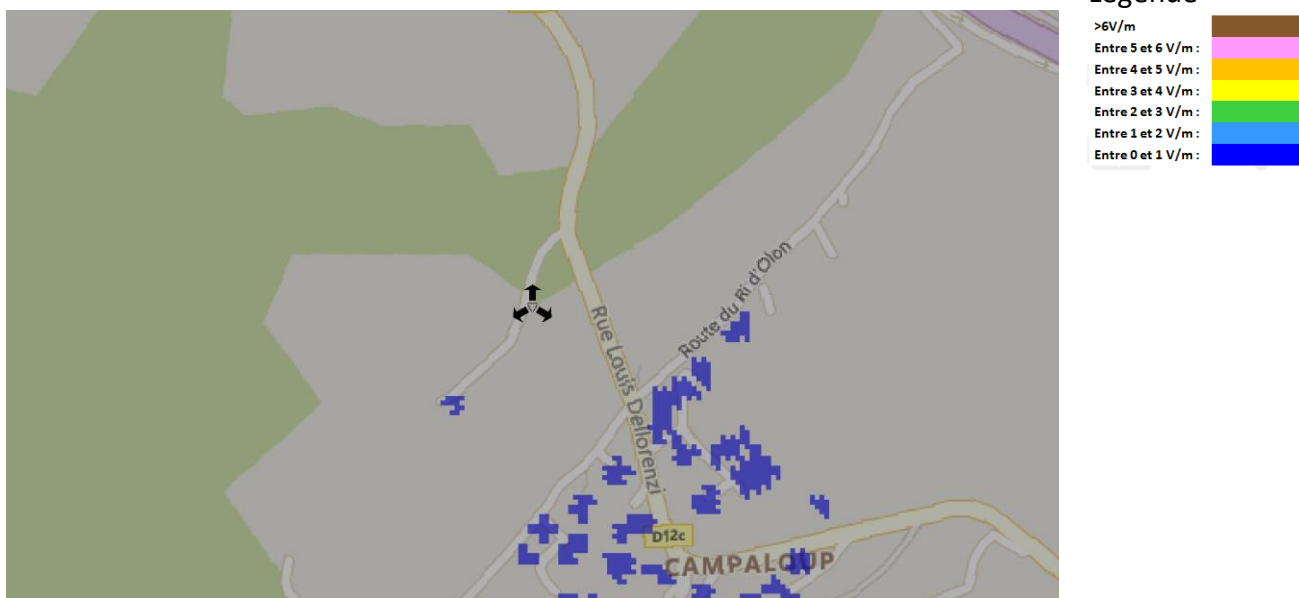 Légende
>6V/m
Entre 5 et 6 V/m :
Entre 4 et 5 V/m :
Entre 3 et 4 V/m :
Entre 2 et 3 V/m :
Entre 1 et 2 V/m :
Entre 0 et 1 V/m :
Route du Ri d'Olon
Rue Louis Dellorenzi
D12c
CAMPALOUP